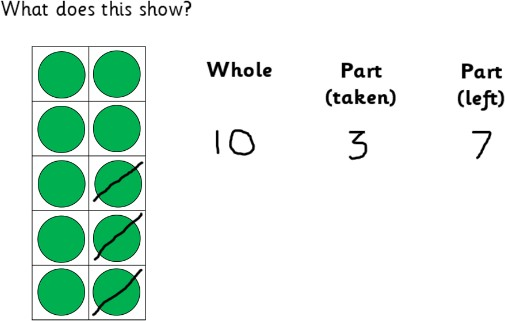 What does this show?
Whole Part Part
(taken) (left)
10 3 7